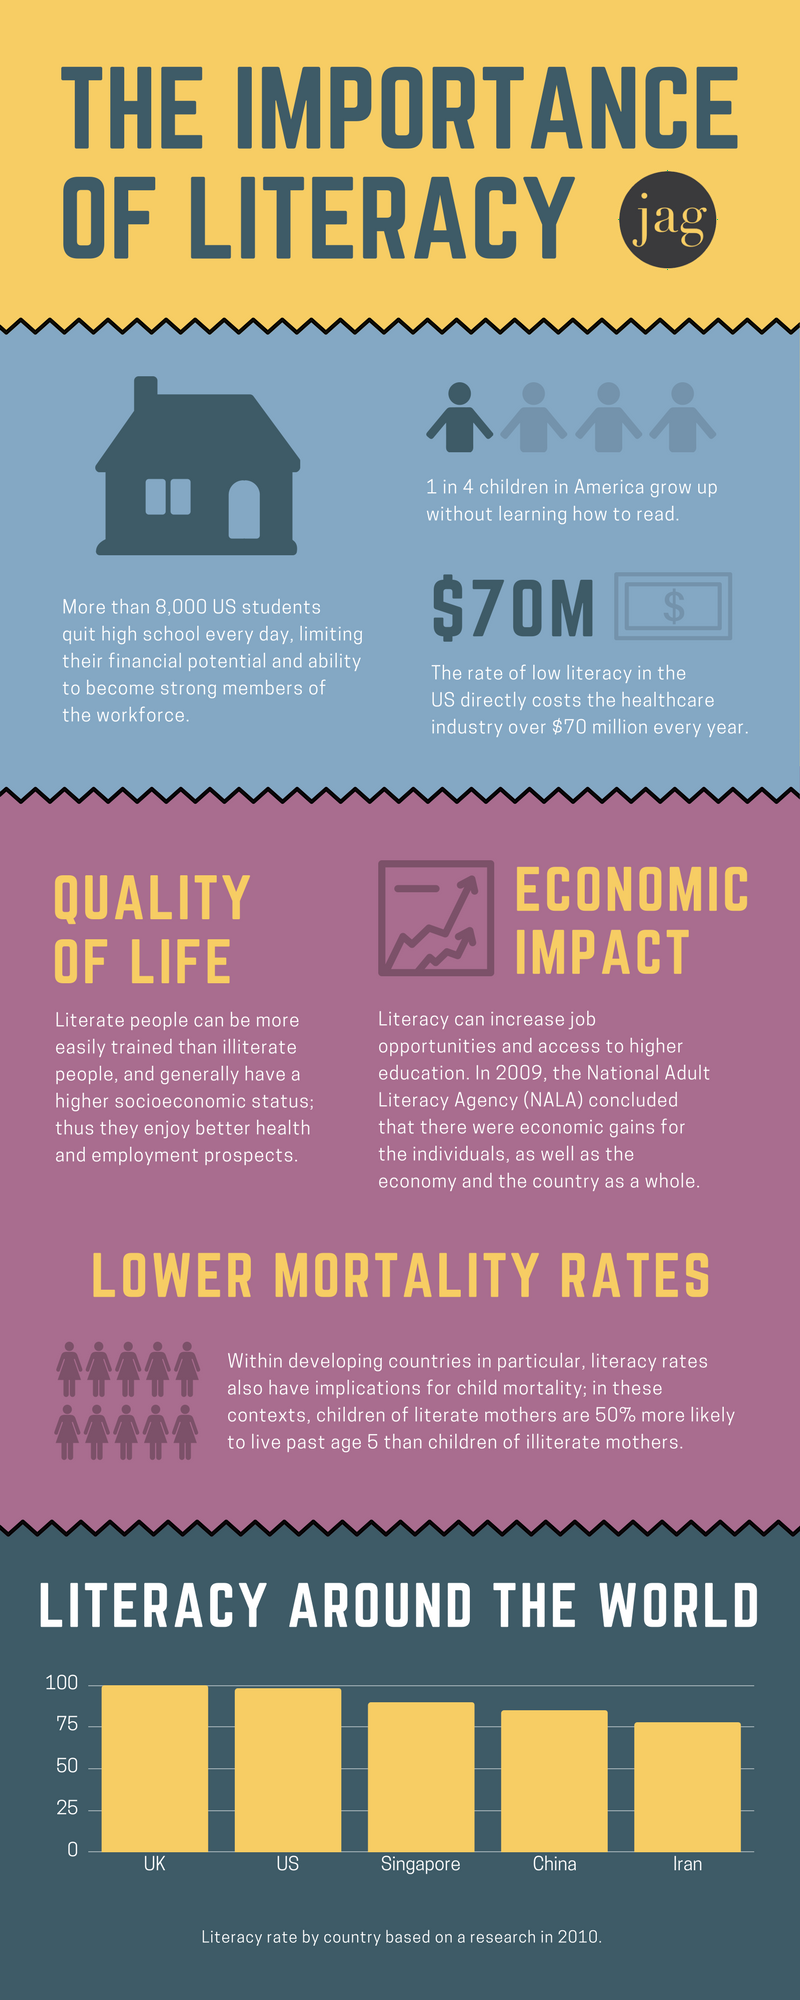 THE IMPORTANCE
OF LITERACY
jag
More than 8,000 US students
quit high school every day, limiting
their financial potential and ability
to become strong members of
the workforce.
1 in 4 children in America grow up
without learning how to read.
$70M
$
The rate of low literacy in the
US directly costs the healthcare
industry over $70 million every year.
QUALITY
OF LIFE
Literate people can be more
easily trained than illiterate
people, and generally have a
higher socioeconomic status;
thus they enjoy better health
and employment prospects.
ECONOMIC
IMPACT
Literacy can increase job
opportunities and access to higher
education. In 2009, the National Adult
Literacy Agency (NALA) concluded
that there were economic gains for
the individuals, as well as the
economy and the country as a whole.
LOWER MORTALITY RATES
Within developing countries in particular, literacy rates
also have implications for child mortality; in these
contexts, children of literate mothers are 50% more likely
to live past age 5 than children of illiterate mothers.
LITERACY AROUND THE WORLD
100
75
50
25
0
UK US Singapore China Iran
Literacy rate by country based on a research in 2010.